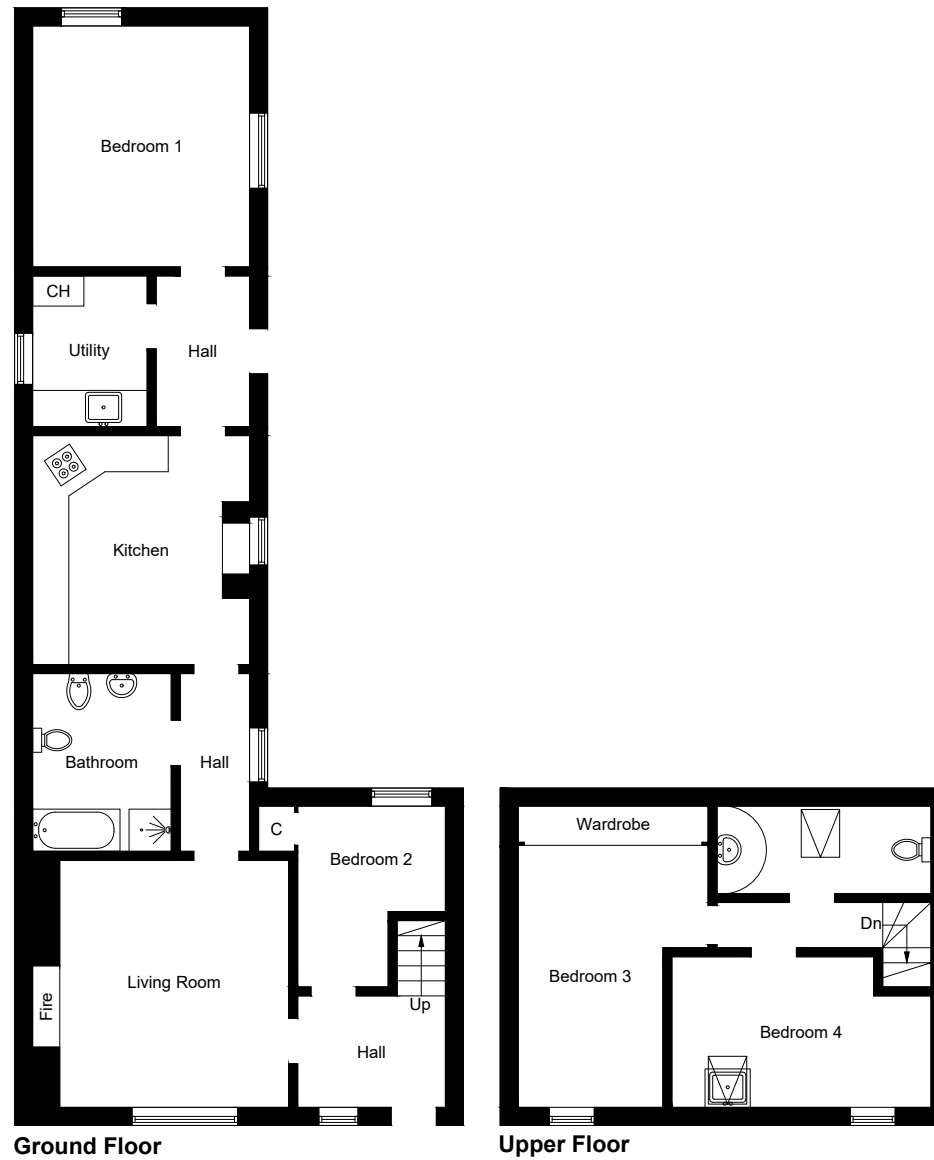 Bedroom 1
CH
Utility
Hall
Kitchen
Bathroom
Hall
C
Bedroom 2
Living Room
Fire
Up
Hall
Ground Floor
Wardrobe
Dn
Bedroom 3
Bedroom 4
Upper Floor